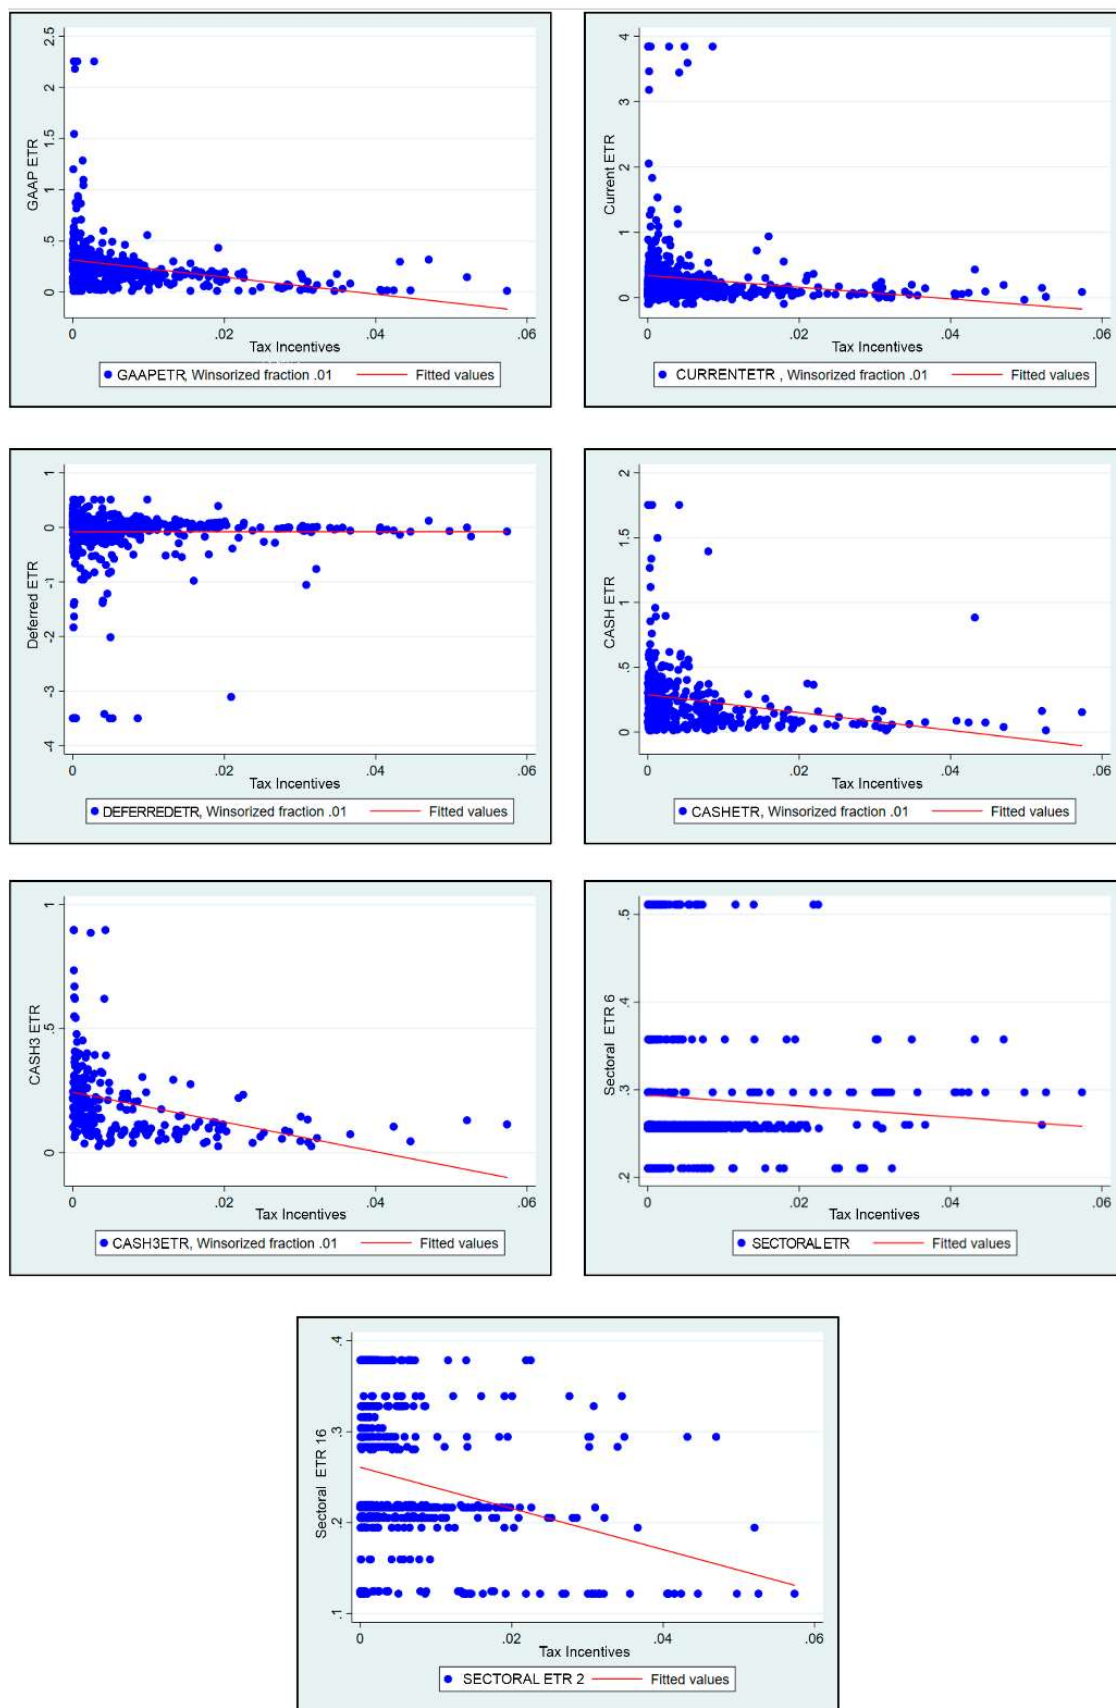 2.5
2
1.5
1
.5
0
GAAP ETR
0 .02 .04 .06
Tax Incentives
GAAPETR, Winsorized fraction .01 Fitted values
4
3
2
1
0
Current ETR
0 .02 .04 .06
Tax Incentives
CURRENTETR , Winsorized fraction .01 Fitted values
1
0
-1
-2
-3
-4
Deferred ETR
0 .02 .04 .06
Tax Incentives
DEFERREDETR, Winsorized fraction .01 Fitted values
2
1.5
1
.5
0
CASH ETR
0 .02 .04 .06
Tax Incentives
CASHETR, Winsorized fraction .01 Fitted values
1
.5
0
CASH3 ETR
0 .02 .04 .06
Tax Incentives
CASH3ETR, Winsorized fraction .01 Fitted values
.5
.4
.3
.2
Sectoral ETR 6
0 .02 .04 .06
Tax Incentives
SECTORALETR Fitted values
.4
.3
.2
.1
Sectoral ETR 16
0 .02 .04 .06
Tax Incentives
SECTORAL ETR 2 Fitted values